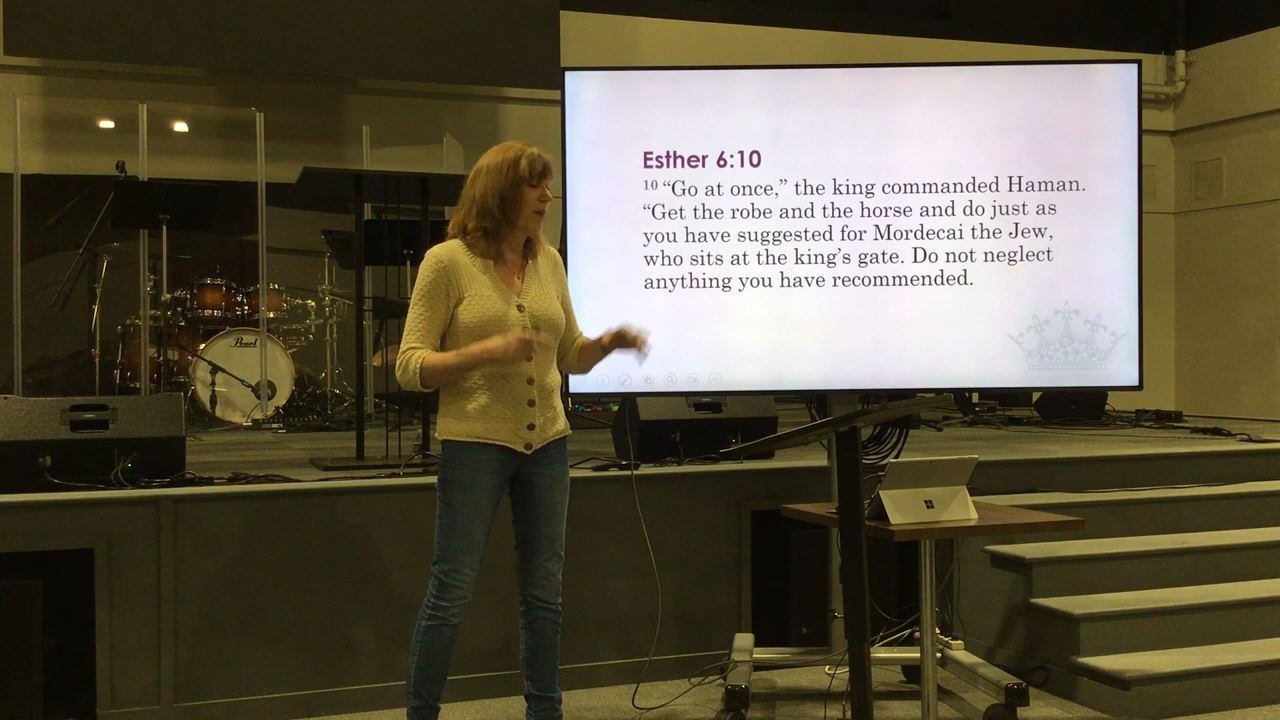 Esther 6:10
10 “Go at once,” the king commanded Haman.
“Get the robe and the horse and do just as
you have suggested for Mordecai the Jew,
who sits at the king’s gate. Do not neglect
anything you have recommended.
Pearl